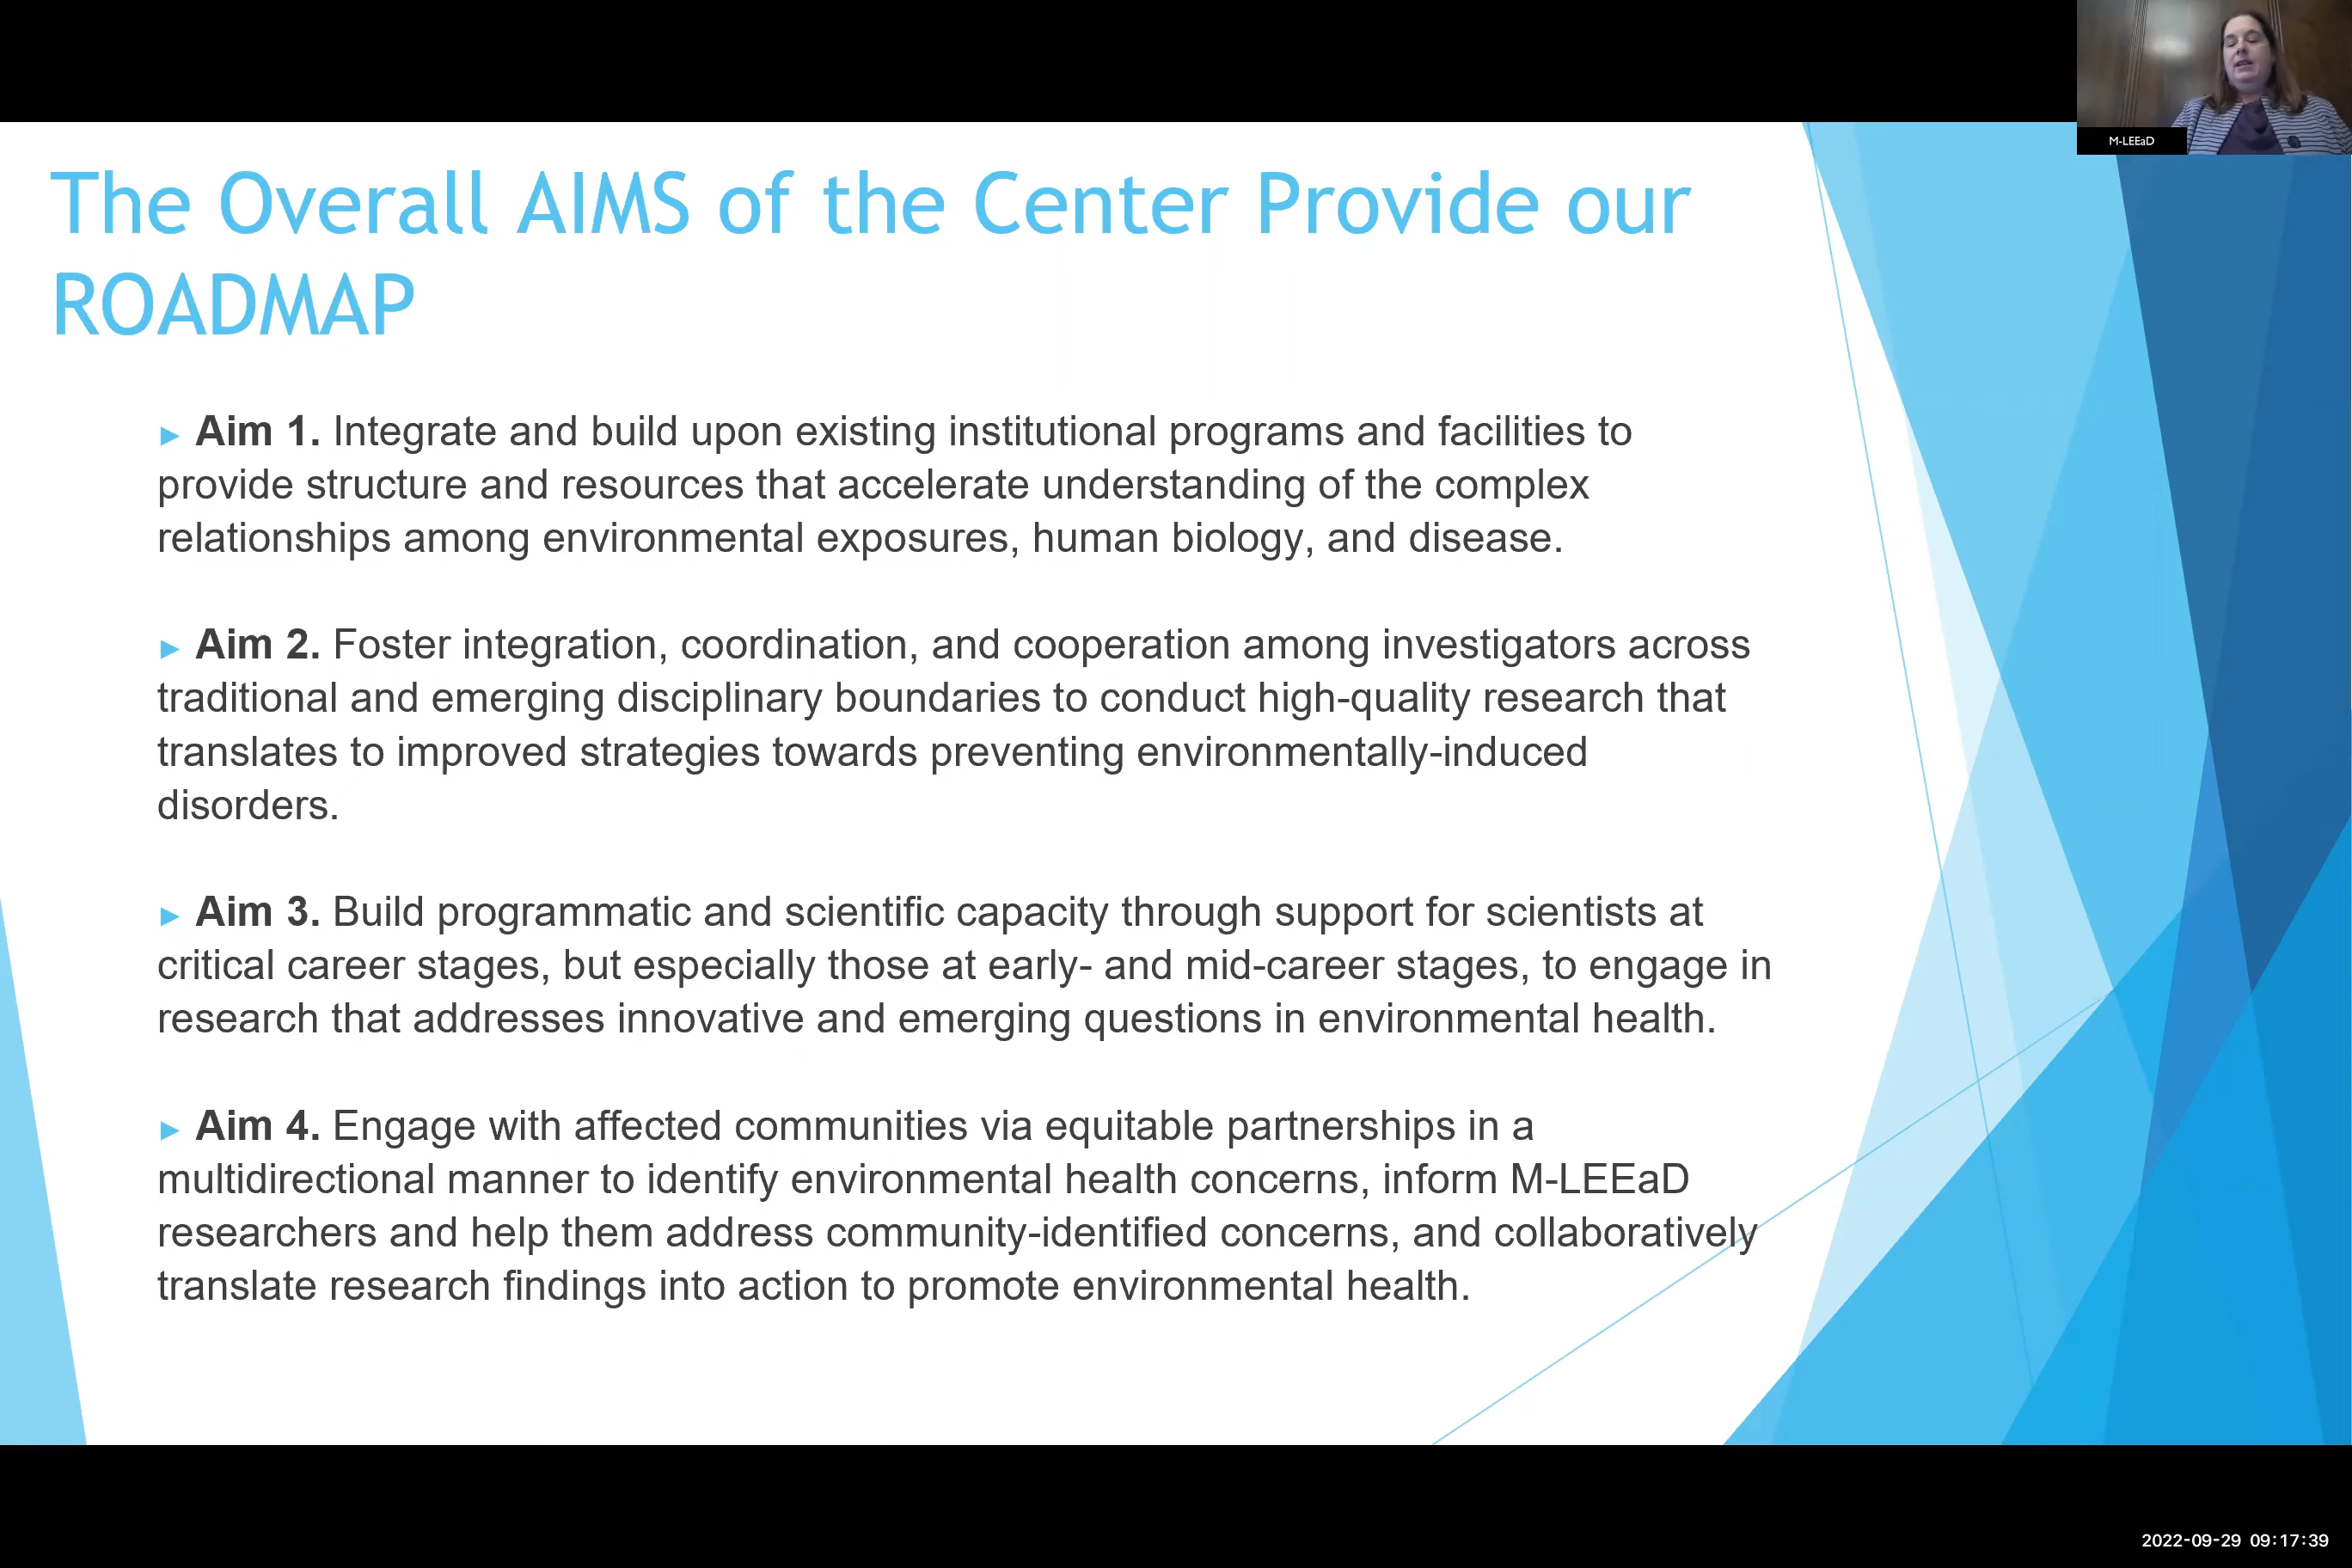 M-LEEaD
The Overall AIMS of the Center Provide our
ROADMAP
► Aim 1. Integrate and build upon existing institutional programs and facilities to
provide structure and resources that accelerate understanding of the complex
relationships among environmental exposures, human biology, and disease.
► Aim 2. Foster integration, coordination, and cooperation among investigators across
traditional and emerging disciplinary boundaries to conduct high-quality research that
translates to improved strategies towards preventing environmentally-induced
disorders.
► Aim 3. Build programmatic and scientific capacity through support for scientists at
critical career stages, but especially those at early- and mid-career stages, to engage in
research that addresses innovative and emerging questions in environmental health.
► Aim 4. Engage with affected communities via equitable partnerships in a
multidirectional manner to identify environmental health concerns, inform M-LEEaD
researchers and help them address community-identified concerns, and collaboratively
translate research findings into action to promote environmental health.
2022-09-29 09:17:39